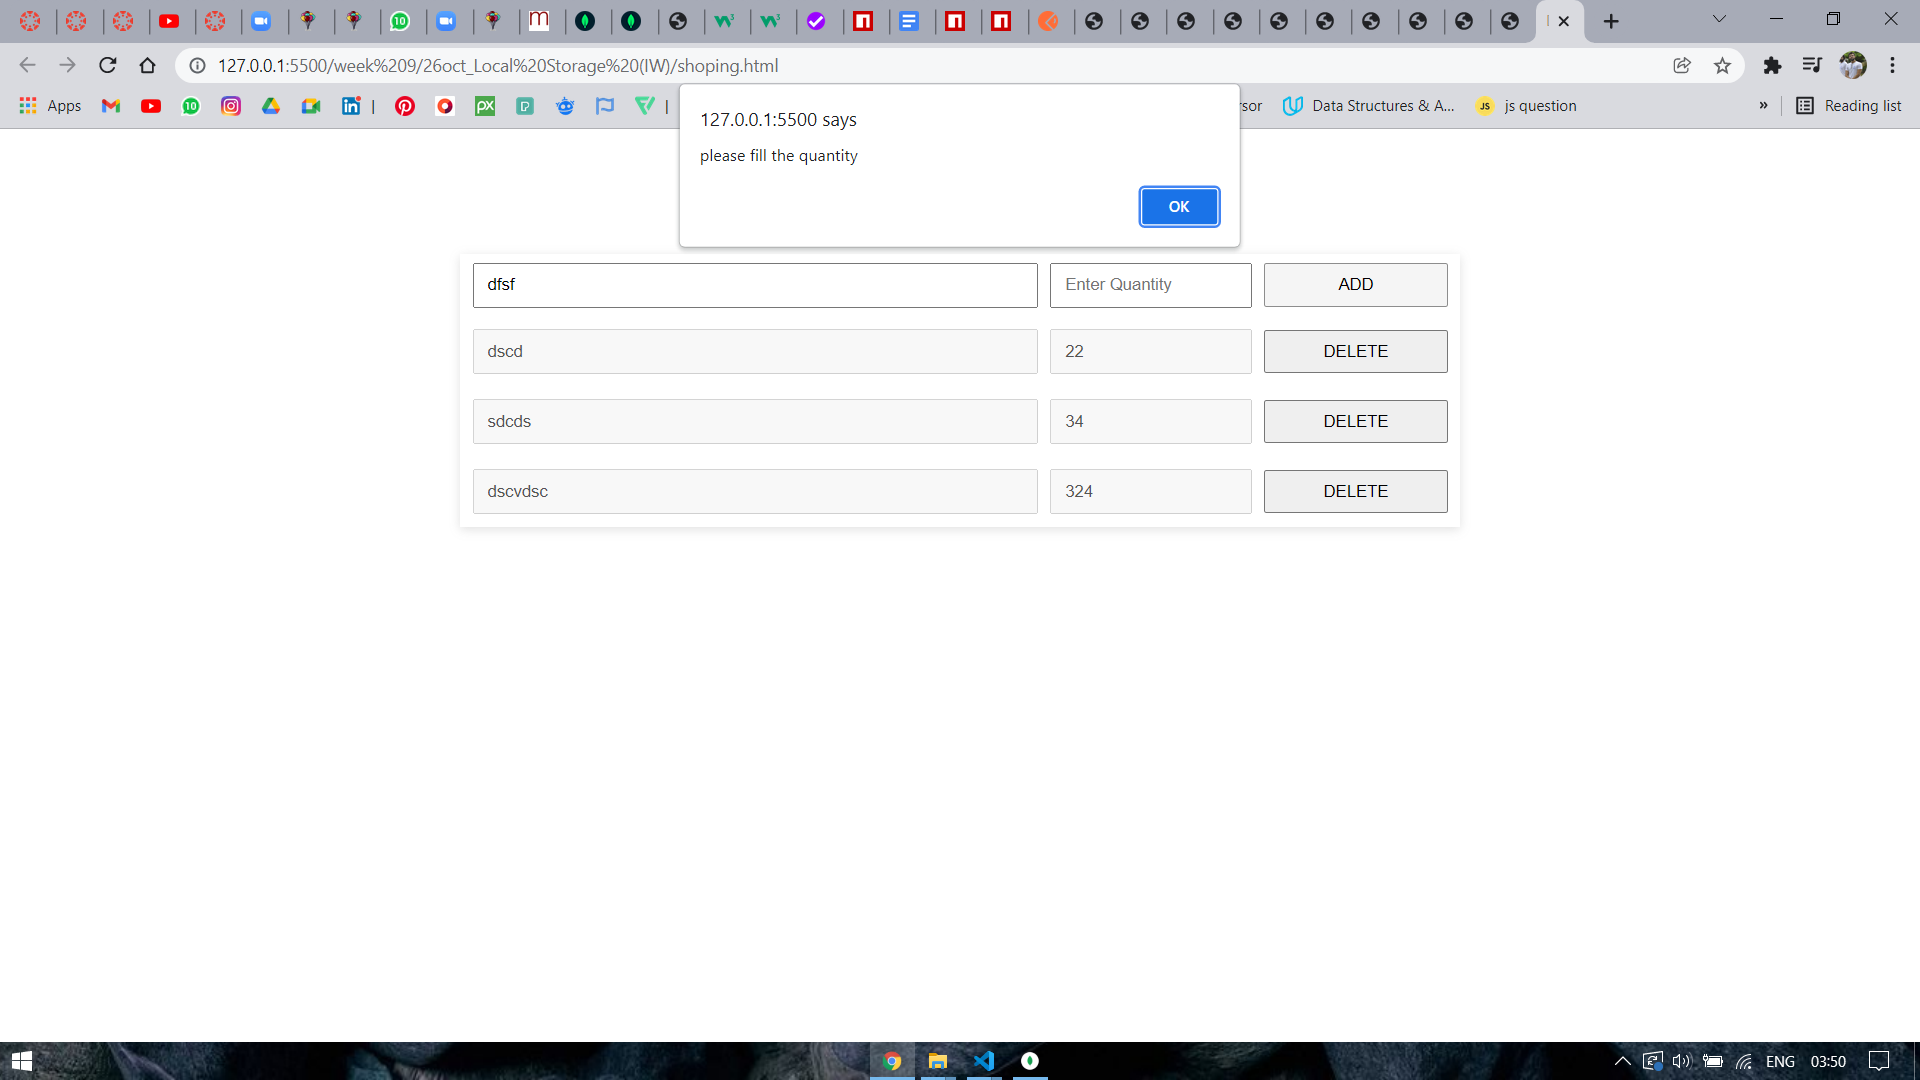 127.0.0.1:5500/week%209/26oct_Local%20Storage%20(IW)/shoping.html
Apps
rsor
Data Structures & A...
js question
»
Reading list
127.0.0.1:5500 says
please fill the quantity
OK
dfsf
Enter Quantity
ADD
dscd
22
DELETE
sdcds
34
DELETE
dscvdsc
324
DELETE
ENG
03:50